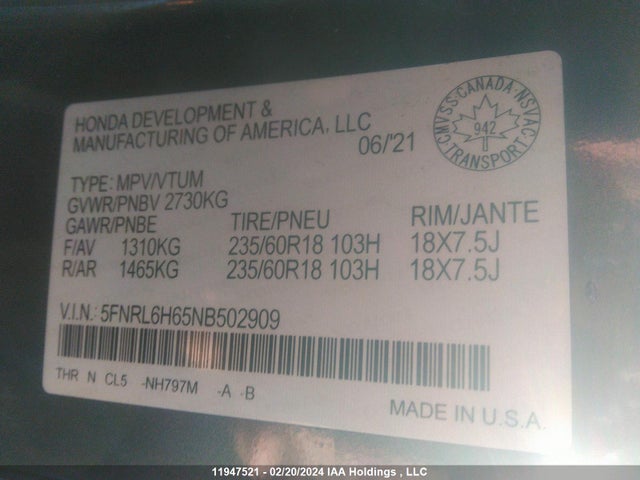 HONDA DEVELOPMENT &
MANUFACTURING OF AMERICA, LLC
06/21
CMVSS·CANADA·NSVAC
942
TRANSPORT
TYPE: MPV/VTUM
GVWR/PNBV 2730KG
GAWR/PNBE TIRE/PNEU RIM/JANTE
F/AV 1310KG 235/60R18 103H 18X7.5J
R/AR 1465KG 235/60R18 103H 18X7.5J
V.I.N.: 5FNRL6H65NB502909
THR N CL5 -NH797M -A -B
MADE IN U.S.A.
11947521 - 02/20/2024 IAA Holdings , LLC